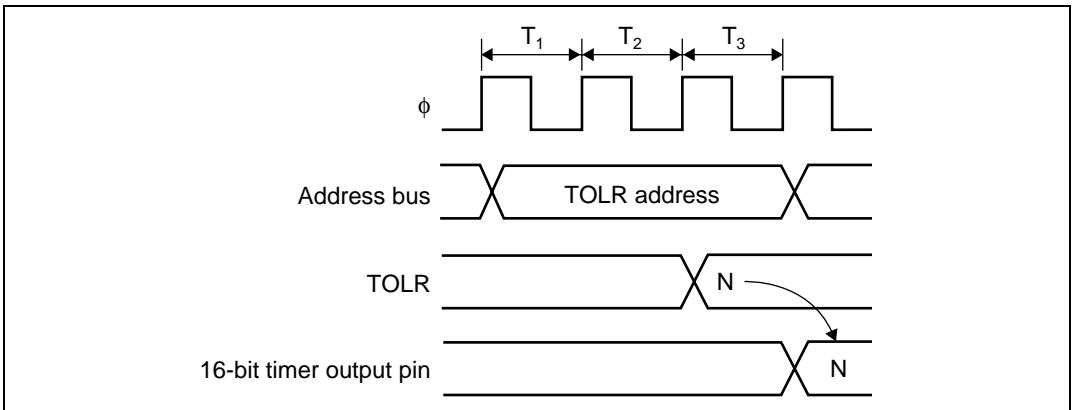 T₁ T₂ T₃
ϕ
Address bus TOLR address
TOLR N
16-bit timer output pin N